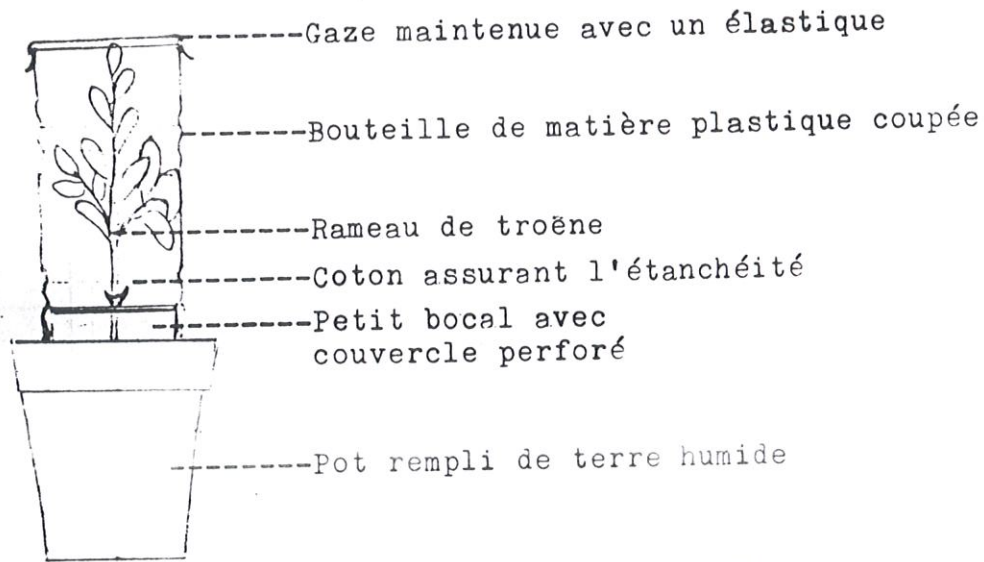 Gaze maintenue avec un élastique
Bouteille de matière plastique coupée
Rameau de troëne
Coton assurant l'étanchéité
Petit bocal avec
couvercle perforé
Pot rempli de terre humide